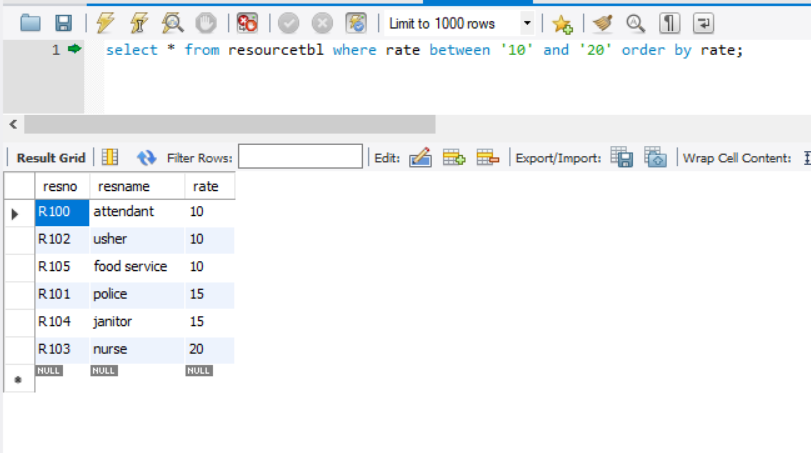 Limit to 1000 rows
1 select * from resourcetbl where rate between '10' and '20' order by rate;
Result Grid Filter Rows: Edit: Export/Import: Wrap Cell Content:
resno resname rate
R100 attendant 10
R102 usher 10
R105 food service 10
R101 police 15
R104 janitor 15
R103 nurse 20
NULL NULL NULL